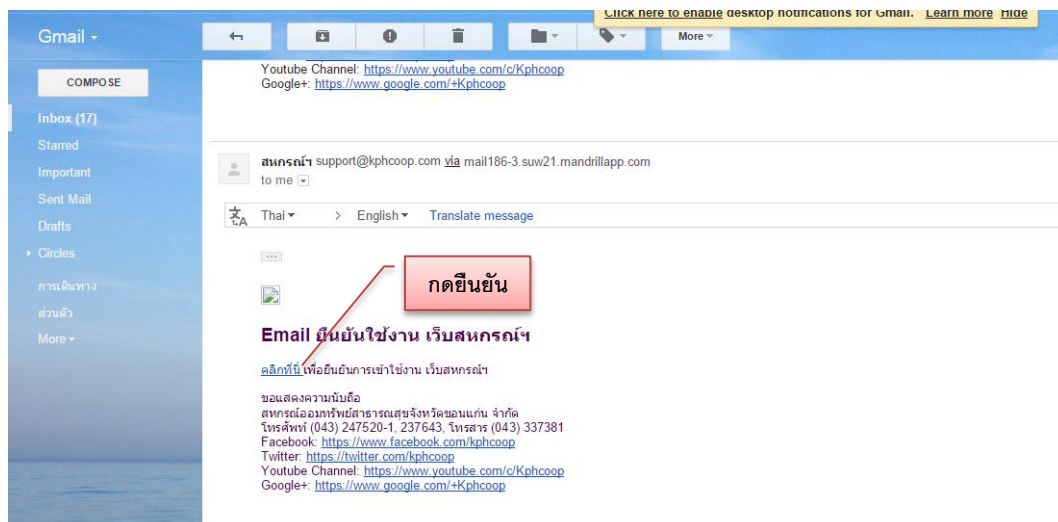 Click here to enable desktop notifications for Gmail. Learn more Hide
Gmail
More
COMPOSE
Inbox (17)
Starred
Important
Sent Mail
Drafts
Circles
การเดินทาง
ส่วนตัว
More
Youtube Channel: https://www.youtube.com/c/Kphcoop
Google+: https://www.google.com/+Kphcoop
สหกรณ์ฯ support@kphcoop.com via mail186-3.suw21.mandrillapp.com
to me
Thai > English Translate message
กดยืนยัน
Email ยืนยันใช้งาน เว็บสหกรณ์ฯ
คลิกที่นี่ เพื่อยืนยันการเข้าใช้งาน เว็บสหกรณ์ฯ
ขอแสดงความนับถือ
สหกรณ์ออมทรัพย์สาธารณสุขจังหวัดขอนแก่น จำกัด
โทรศัพท์ (043) 247520-1, 237643, โทรสาร (043) 337381
Facebook: https://www.facebook.com/kphcoop
Twitter: https://twitter.com/kphcoop
Youtube Channel: https://www.youtube.com/c/Kphcoop
Google+: https://www.google.com/+Kphcoop